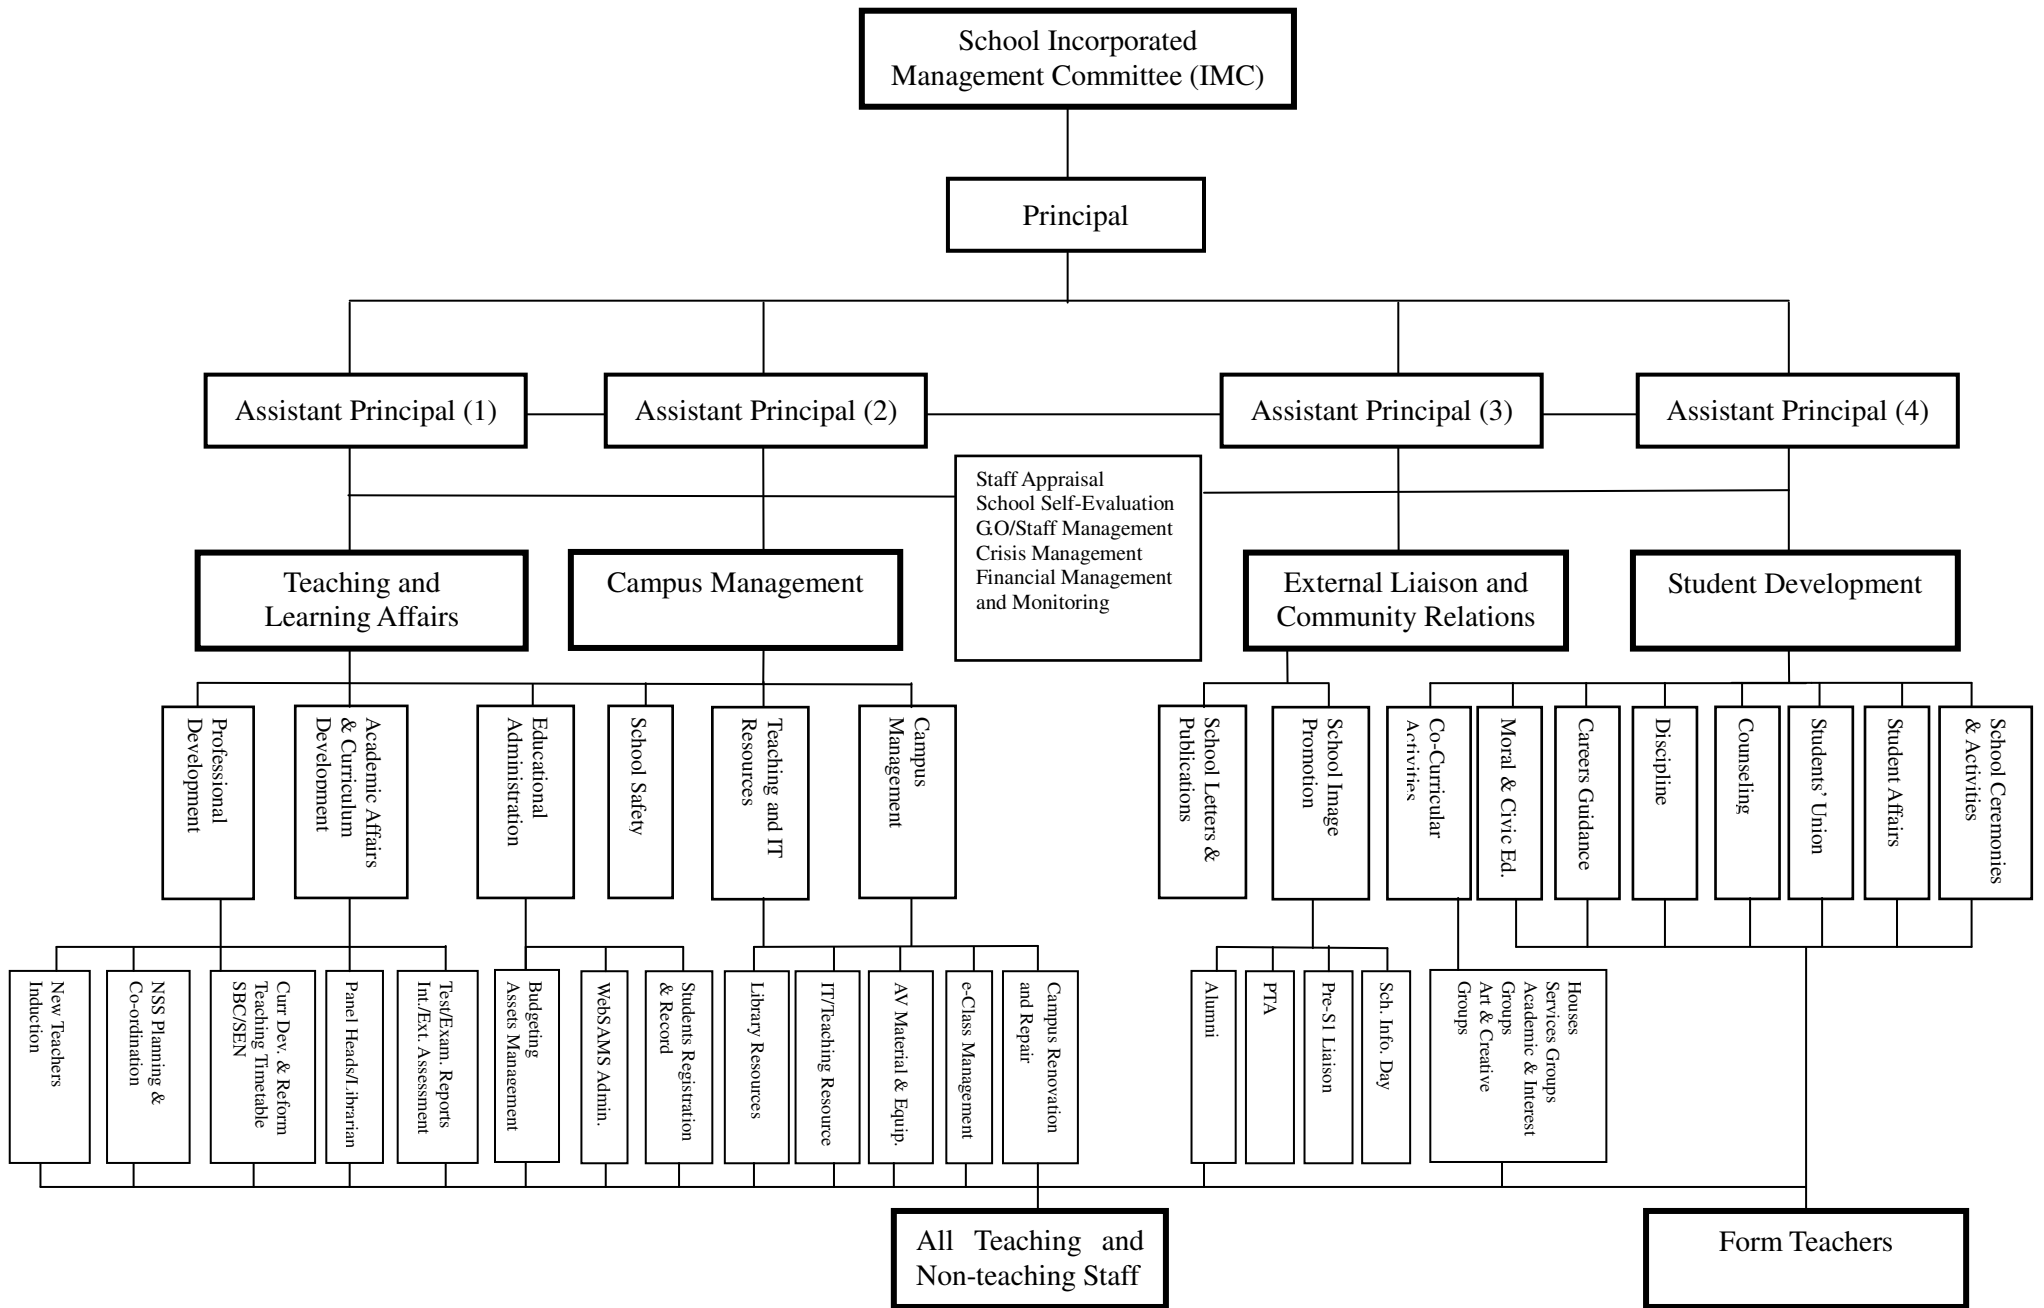 School Incorporated
Management Committee (IMC)
Principal
Assistant Principal (1)
Assistant Principal (2)
Assistant Principal (3)
Assistant Principal (4)
Staff Appraisal
School Self-Evaluation
G.O/Staff Management
Crisis Management
Financial Management
and Monitoring
Teaching and
Learning Affairs
Campus Management
External Liaison and
Community Relations
Student Development
Professional
Development
Academic Affairs
& Curriculum
Development
Educational
Administration
School Safety
Teaching and IT
Resources
Campus
Management
School Letters &
Publications
School Image
Promotion
Co-Curricular
Activities
Moral & Civic Ed.
Careers Guidance
Discipline
Counseling
Students' Union
Student Affairs
School Ceremonies
& Activities
New Teachers
Induction
NSS Planning &
Co-ordination
Curr Dev. & Reform
Teaching Timetable
SBC/SEN
Panel Heads/Librarian
Test/Exam. Reports
Int./Ext. Assessment
Budgeting
Assets Management
WebSAMS Admin.
Students Registration
& Record
Library Resources
IT/Teaching Resource
AV Material & Equip.
e-Class Management
Campus Renovation
and Repair
Alumni
PTA
Pre-S1 Liaison
Sch. Info. Day
Houses
Services Groups
Academic & Interest
Groups
Art & Creative
Groups
All Teaching and
Non-teaching Staff
Form Teachers